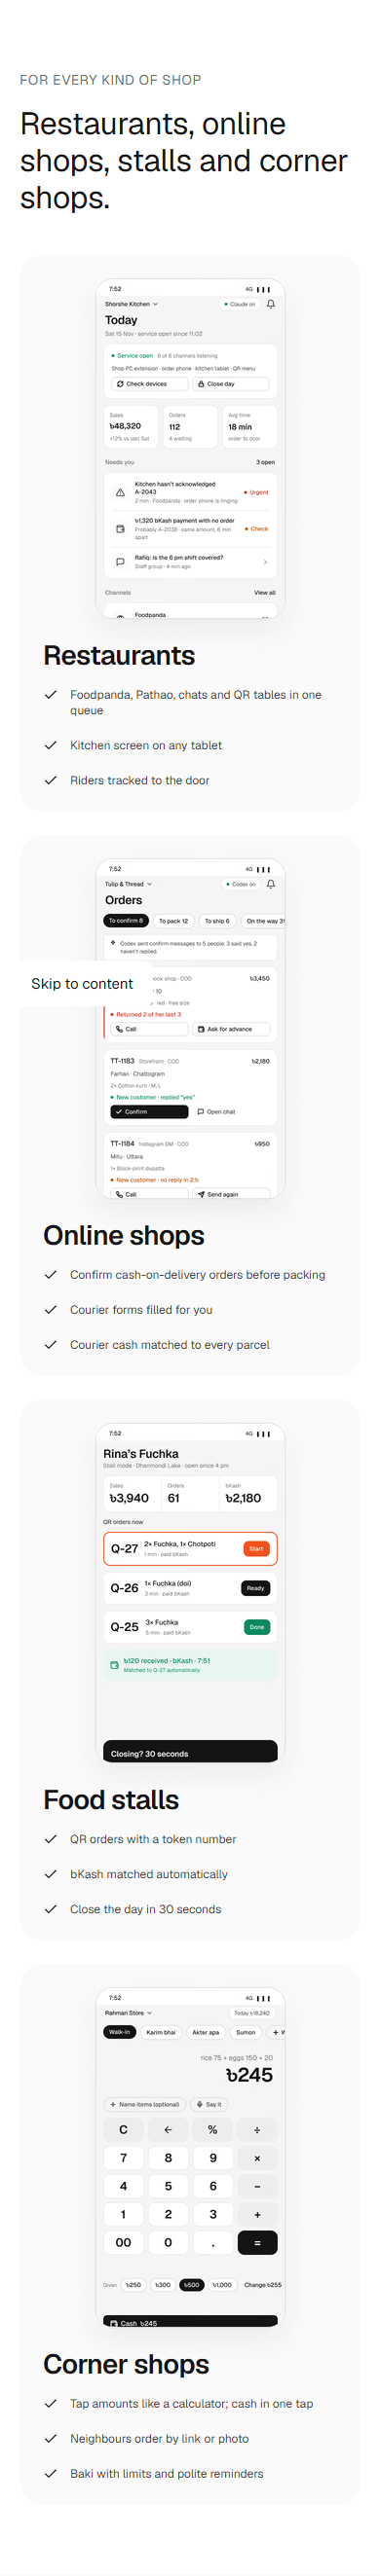 FOR EVERY KIND OF SHOP
Restaurants, online
shops, stalls and corner
shops.
7:52 4G
Shorshe Kitchen Claude on
Today
Sat 15 Nov · service open since 11:02
Service open 6 of 6 channels listening
Shop PC extension · order phone · Kitchen tablet · QR menu
Check devices Close day
Sales Orders Avg time
৳48,320 112 18 min
+12% vs last Sat 4 waiting order to door
Needs you 3 open
Kitchen hasn't acknowledged
A-2043 Urgent
2 min · Foodpanda · order phone is ringing
৳1,320 bKash payment with no order
Probably A-2038 · same amount, 6 min Check
apart
Rafiq: Is the 6 pm shift covered?
Staff group · 4 min ago
Channels View all
Foodpanda
Restaurants
Foodpanda, Pathao, chats and QR tables in one
queue
Kitchen screen on any tablet
Riders tracked to the door
7:52 4G
Tulip & Thread Codex on
Orders
To confirm 8 To pack 12 To ship 6 On the way 31
Codex sent confirm messages to 5 people. 3 said yes, 2
haven't replied.
ook shop · COD ৳3,450
Skip to content
· 10
· red · free size
Returned 2 of her last 3
Call Ask for advance
TT-1183 Storefront · COD ৳2,180
Farhan · Chattogram
2× Cotton kurti · M, L
New customer · replied "yes"
Confirm Open chat
TT-1184 Instagram DM · COD ৳950
Mitu · Uttara
1× Block-print dupatta
New customer · no reply in 2 h
Call Send again
Online shops
Confirm cash-on-delivery orders before packing
Courier forms filled for you
Courier cash matched to every parcel
7:52 4G
Rina's Fuchka
Stall mode · Dhanmondi Lake · open since 4 pm
Sales Orders bKash
৳3,940 61 ৳2,180
QR orders now
Q-27 2× Fuchka, 1× Chotpoti Start
1 min · paid bKash
Q-26 1× Fuchka (doi) Ready
3 min · paid bKash
Q-25 3× Fuchka Done
5 min · paid bKash
৳120 received · bKash · 7:51
Matched to Q-27 automatically
Closing? 30 seconds
Food stalls
QR orders with a token number
bKash matched automatically
Close the day in 30 seconds
7:52 4G
Rahman Store Today ৳18,240
Walk-in Karim bhai Akter apa Sumon +
rice 75 + eggs 150 + 20
৳245
+ Name items (optional) Say it
C ← % ÷
7 8 9 ×
4 5 6 −
1 2 3 +
00 0 . =
Given ৳250 ৳300 ৳500 ৳1,000 Change ৳255
Cash ৳245
Corner shops
Tap amounts like a calculator; cash in one tap
Neighbours order by link or photo
Baki with limits and polite reminders